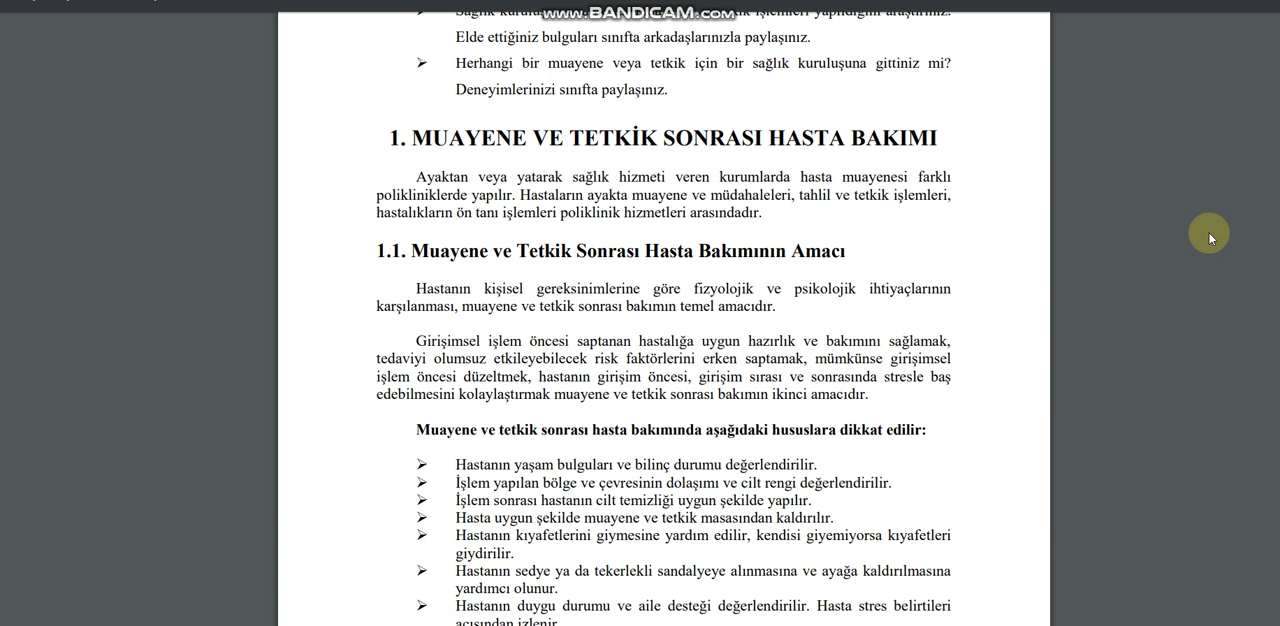 www.BANDICAM.com
Elde ettiğiniz bulguları sınıfta arkadaşlarınızla paylaşınız.
➢ Herhangi bir muayene veya tetkik için bir sağlık kuruluşuna gittiniz mi?
Deneyimlerinizi sınıfta paylaşınız.
1. MUAYENE VE TETKİK SONRASI HASTA BAKIMI
Ayaktan veya yatarak sağlık hizmeti veren kurumlarda hasta muayenesi farklı
polikliniklerde yapılır. Hastaların ayakta muayene ve müdahaleleri, tahlil ve tetkik işlemleri,
hastalıkların ön tanı işlemleri poliklinik hizmetleri arasındadır.
1.1. Muayene ve Tetkik Sonrası Hasta Bakımının Amacı
Hastanın kişisel gereksinimlerine göre fizyolojik ve psikolojik ihtiyaçlarının
karşılanması, muayene ve tetkik sonrası bakımın temel amacıdır.
Girişimsel işlem öncesi saptanan hastalığa uygun hazırlık ve bakımını sağlamak,
tedaviyi olumsuz etkileyebilecek risk faktörlerini erken saptamak, mümkünse girişimsel
işlem öncesi düzeltmek, hastanın girişim öncesi, girişim sırası ve sonrasında stresle baş
edebilmesini kolaylaştırmak muayene ve tetkik sonrası bakımın ikinci amacıdır.
Muayene ve tetkik sonrası hasta bakımında aşağıdaki hususlara dikkat edilir:
➢ Hastanın yaşam bulguları ve bilinç durumu değerlendirilir.
➢ İşlem yapılan bölge ve çevresinin dolaşımı ve cilt rengi değerlendirilir.
➢ İşlem sonrası hastanın cilt temizliği uygun şekilde yapılır.
➢ Hasta uygun şekilde muayene ve tetkik masasından kaldırılır.
➢ Hastanın kıyafetlerini giymesine yardım edilir, kendisi giyemiyorsa kıyafetleri
giydirilir.
➢ Hastanın sedye ya da tekerlekli sandalyeye alınmasına ve ayağa kaldırılmasına
yardımcı olunur.
➢ Hastanın duygu durumu ve aile desteği değerlendirilir. Hasta stres belirtileri
açısından izlenir.